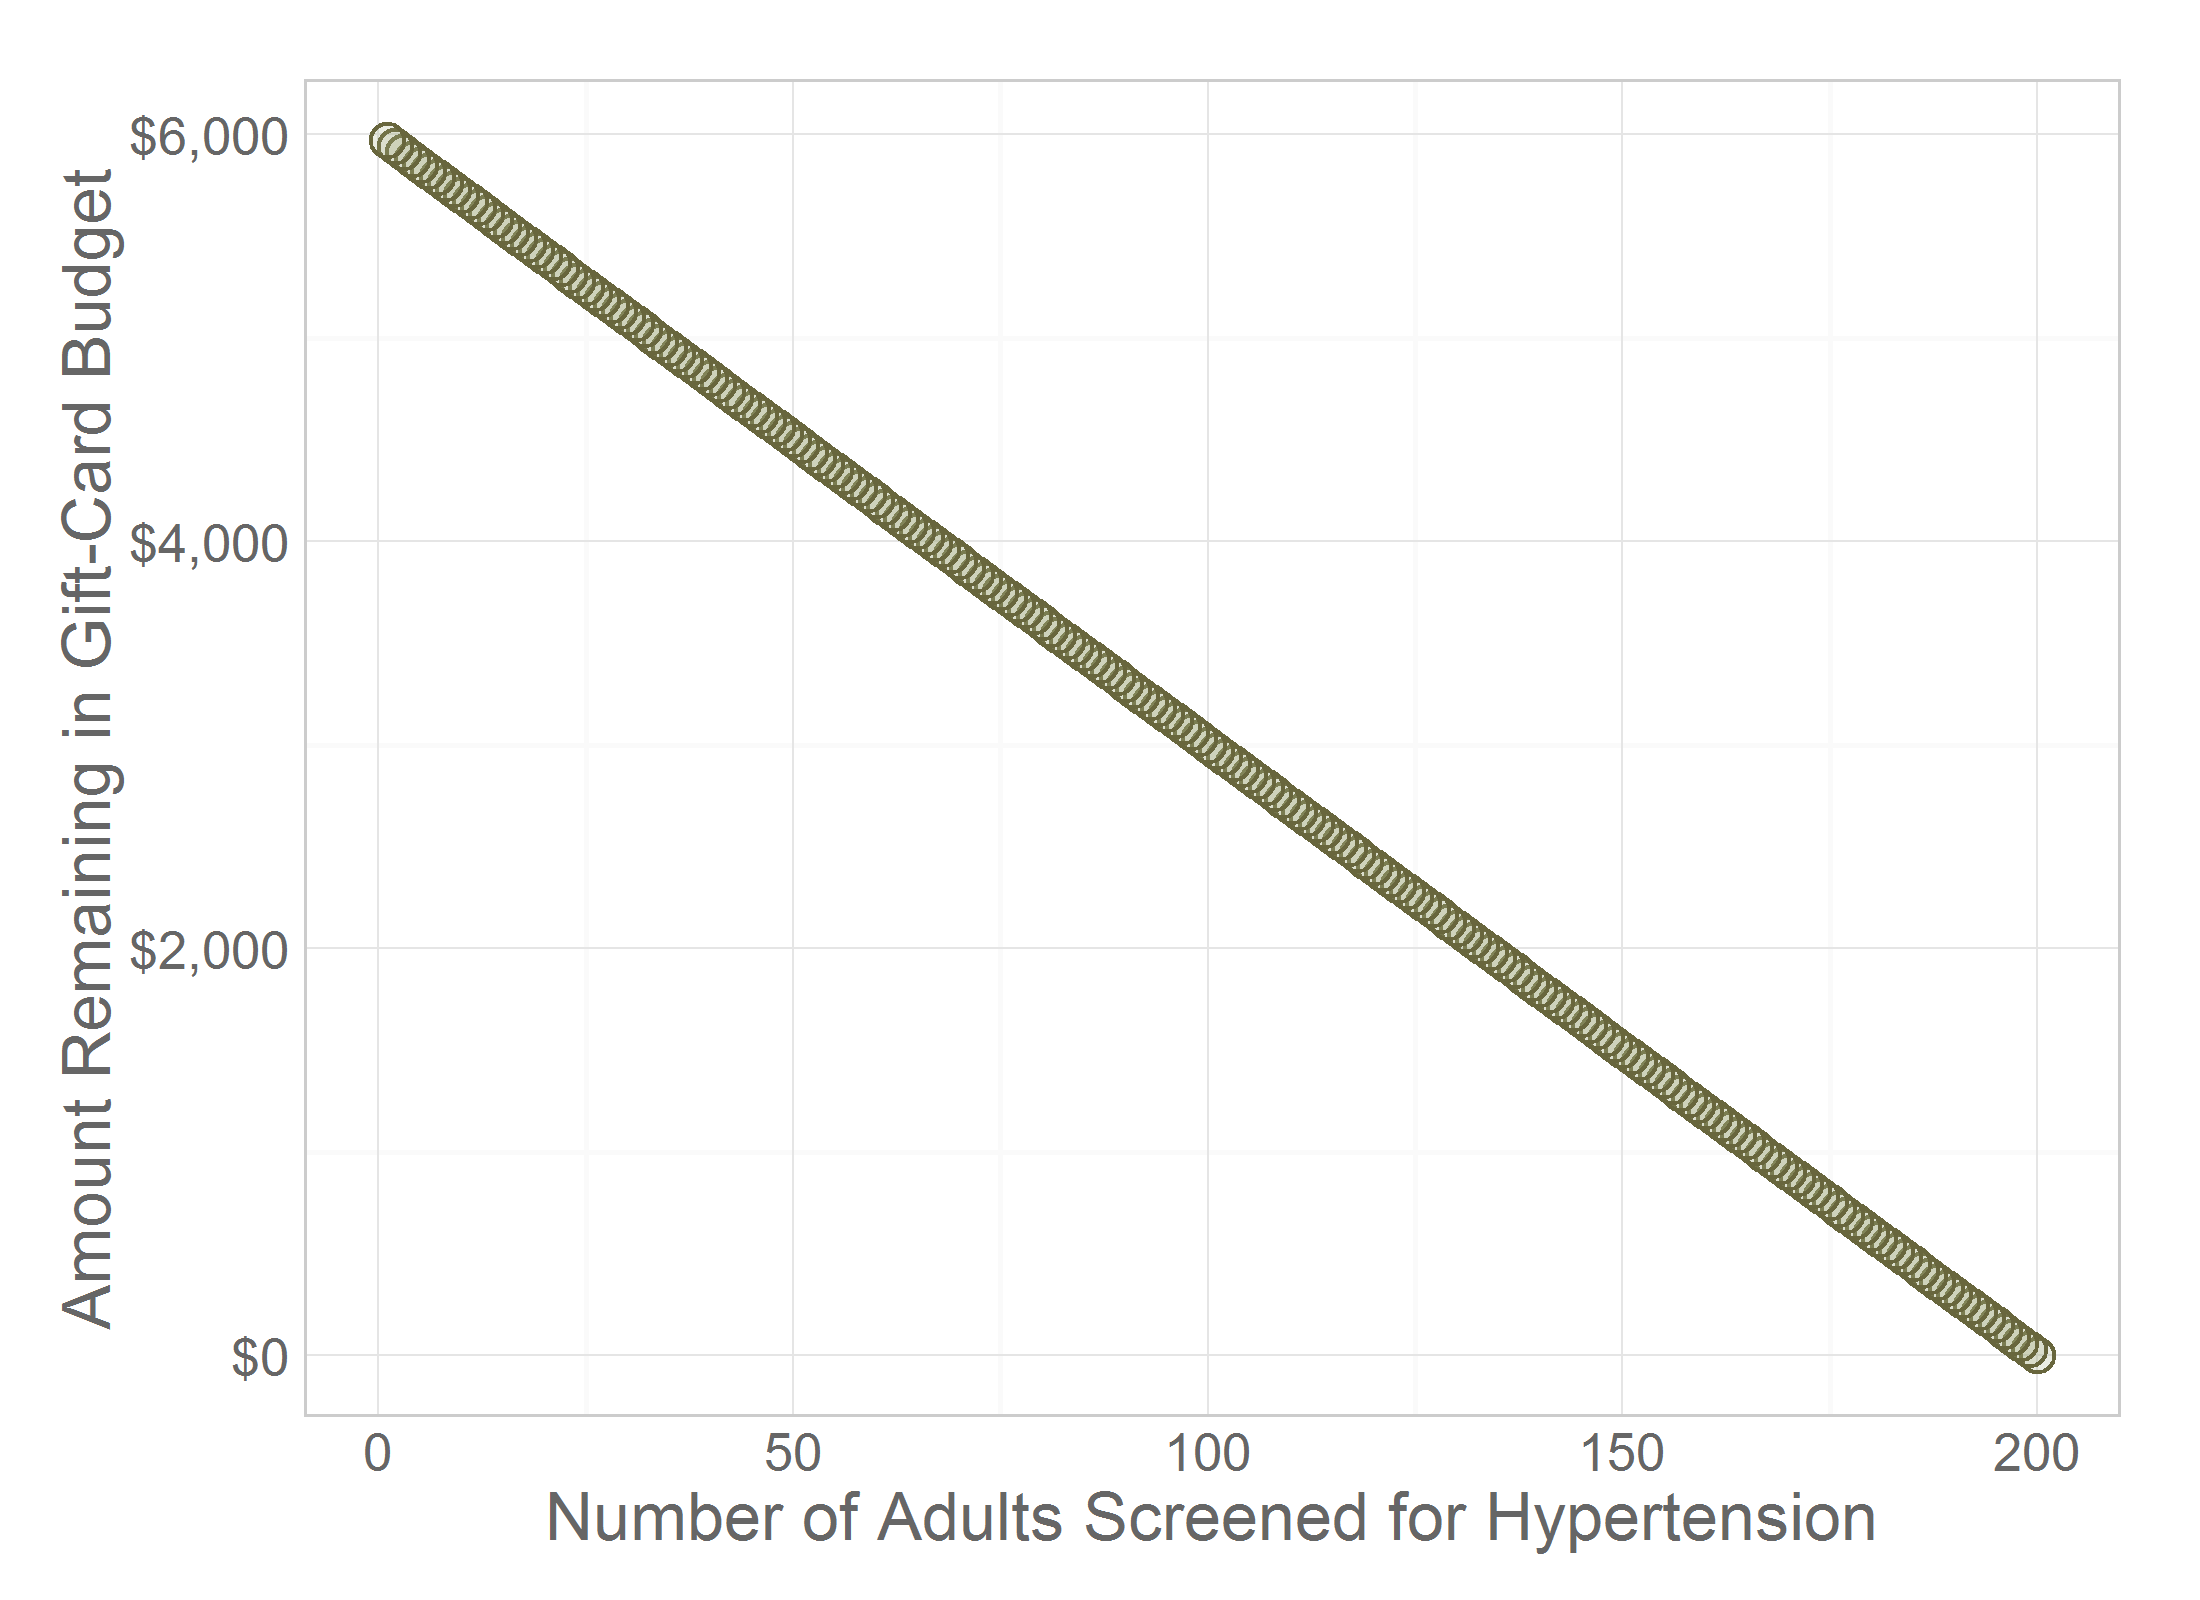 Amount Remaining in Gift-Card Budget
$6,000
$4,000
$2,000
$0
0 50 100 150 200
Number of Adults Screened for Hypertension